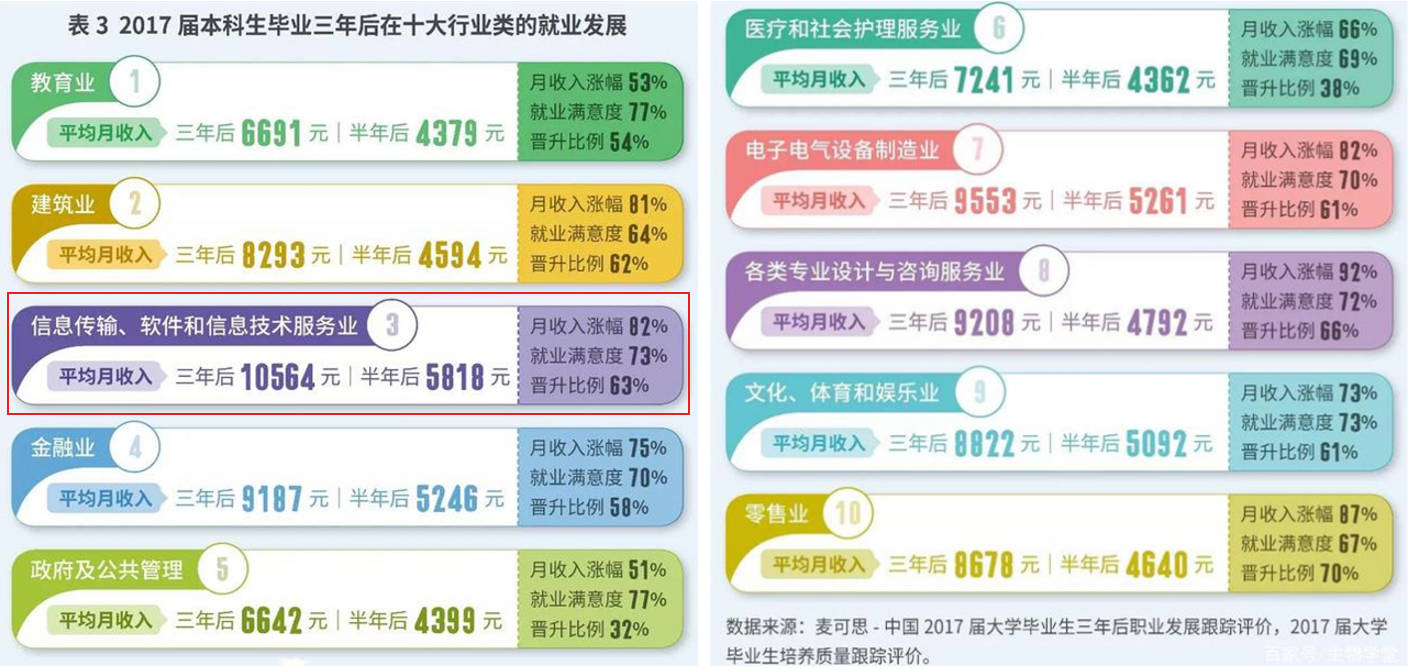 表 3 2017 届本科生毕业三年后在十大行业类的就业发展
教育业 1
平均月收入 三年后 6691 元｜半年后 4379 元
月收入涨幅 53%
就业满意度 77%
晋升比例 54%
建筑业 2
平均月收入 三年后 8293 元｜半年后 4594 元
月收入涨幅 81%
就业满意度 64%
晋升比例 62%
信息传输、软件和信息技术服务业 3
平均月收入 三年后 10564 元｜半年后 5818 元
月收入涨幅 82%
就业满意度 73%
晋升比例 63%
金融业 4
平均月收入 三年后 9187 元｜半年后 5246 元
月收入涨幅 75%
就业满意度 70%
晋升比例 58%
政府及公共管理 5
平均月收入 三年后 6642 元｜半年后 4399 元
月收入涨幅 51%
就业满意度 77%
晋升比例 32%
医疗和社会护理服务业 6
平均月收入 三年后 7241 元｜半年后 4362 元
月收入涨幅 66%
就业满意度 69%
晋升比例 38%
电子电气设备制造业 7
平均月收入 三年后 9553 元｜半年后 5261 元
月收入涨幅 82%
就业满意度 70%
晋升比例 61%
各类专业设计与咨询服务业 8
平均月收入 三年后 9208 元｜半年后 4792 元
月收入涨幅 92%
就业满意度 72%
晋升比例 66%
文化、体育和娱乐业 9
平均月收入 三年后 8822 元｜半年后 5092 元
月收入涨幅 73%
就业满意度 73%
晋升比例 61%
零售业 10
平均月收入 三年后 8678 元｜半年后 4640 元
月收入涨幅 87%
就业满意度 67%
晋升比例 70%
数据来源：麦可思 - 中国 2017 届大学毕业生三年后职业发展跟踪评价，2017 届大学
毕业生培养质量跟踪评价。